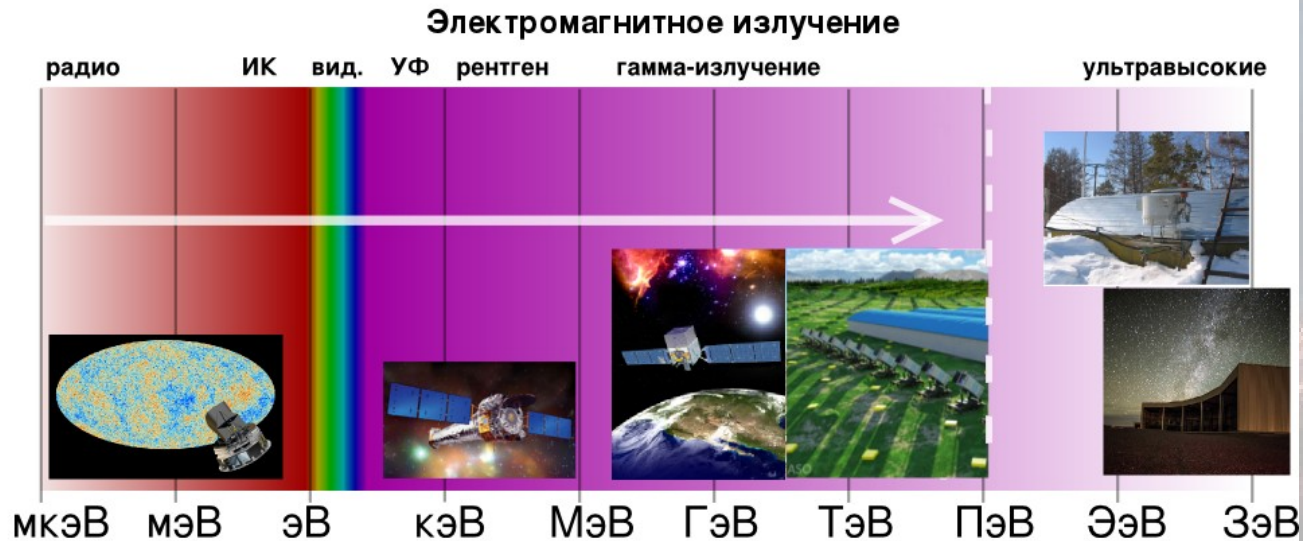 Электромагнитное излучение
радио ИК вид. УФ рентген гамма-излучение ультравысокие
ASO
мкэВ мэВ эВ кэВ МэВ ГэВ ТэВ ПэВ ЭэВ ЗэВ